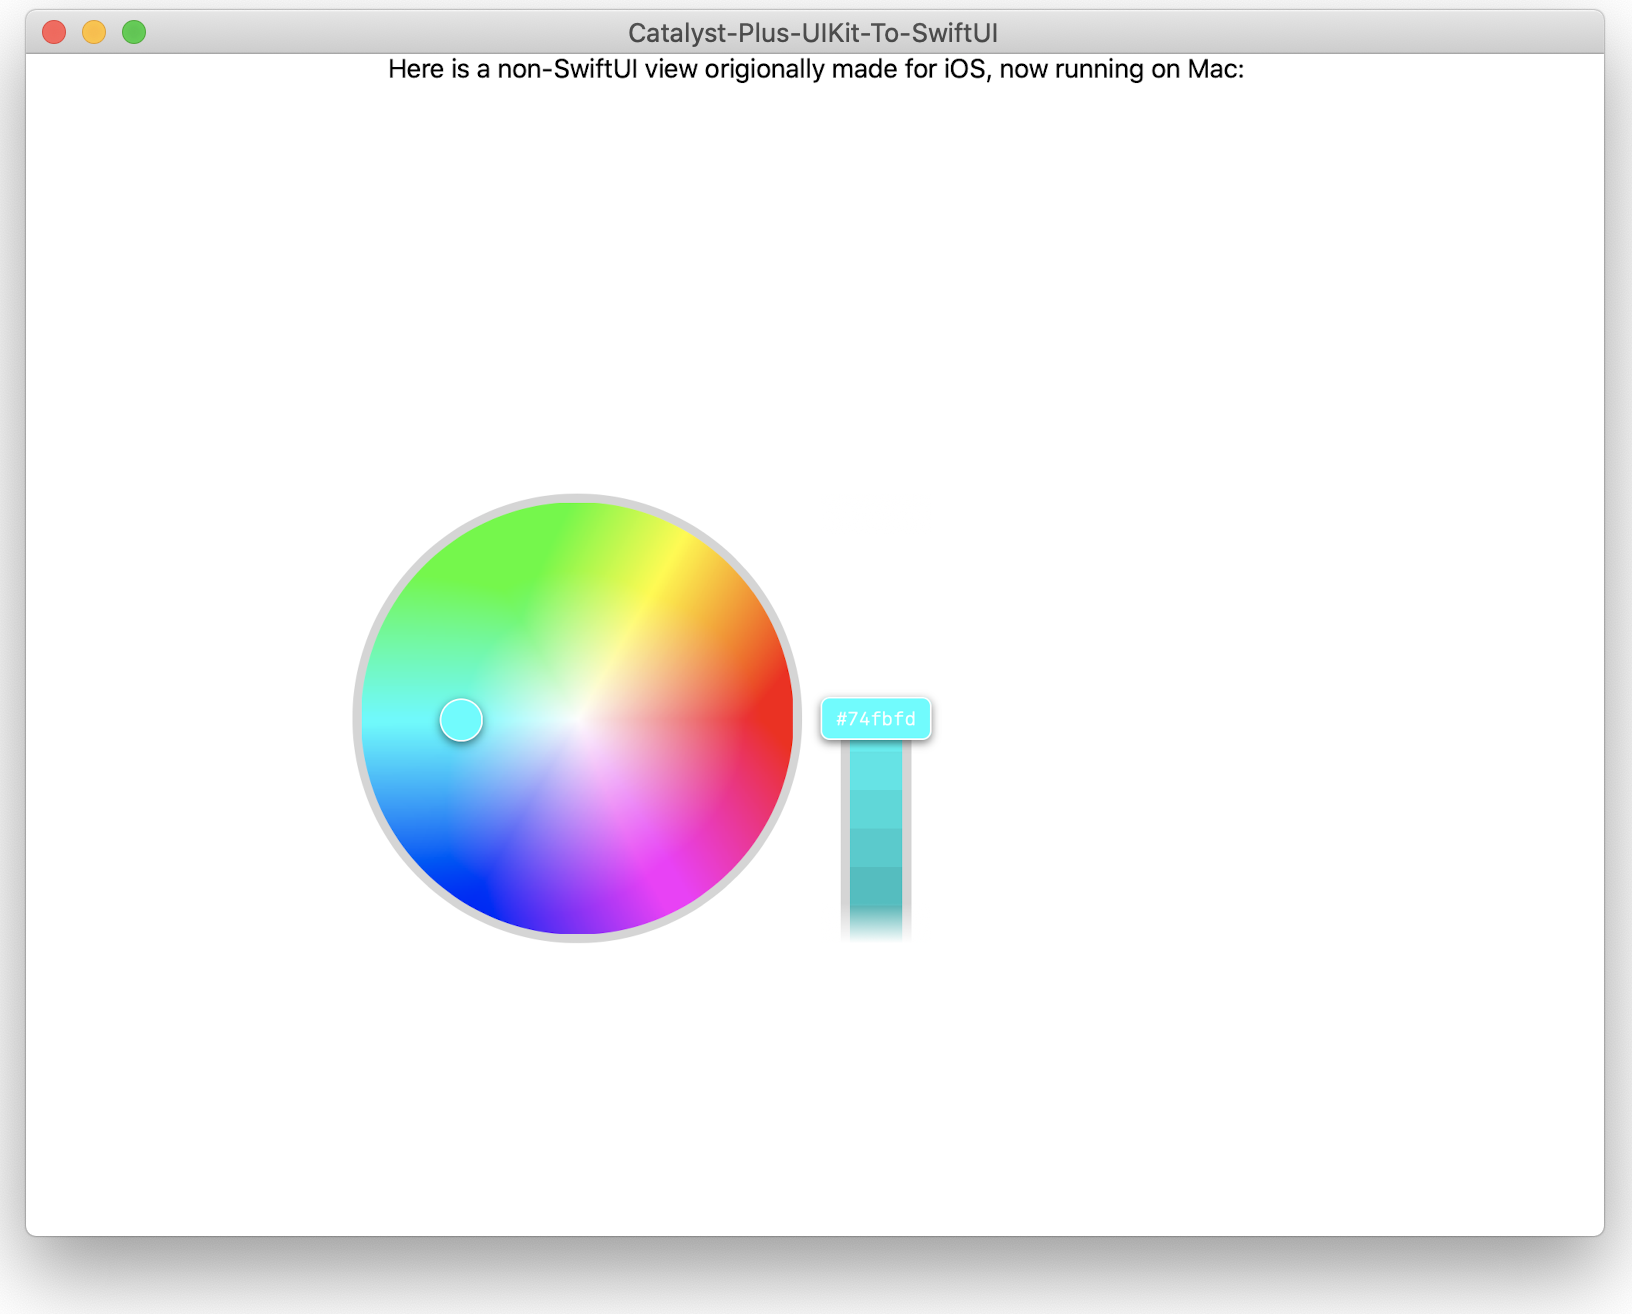 Catalyst-Plus-UIKit-To-SwiftUI
Here is a non-SwiftUI view origionally made for iOS, now running on Mac:
#74fbfd